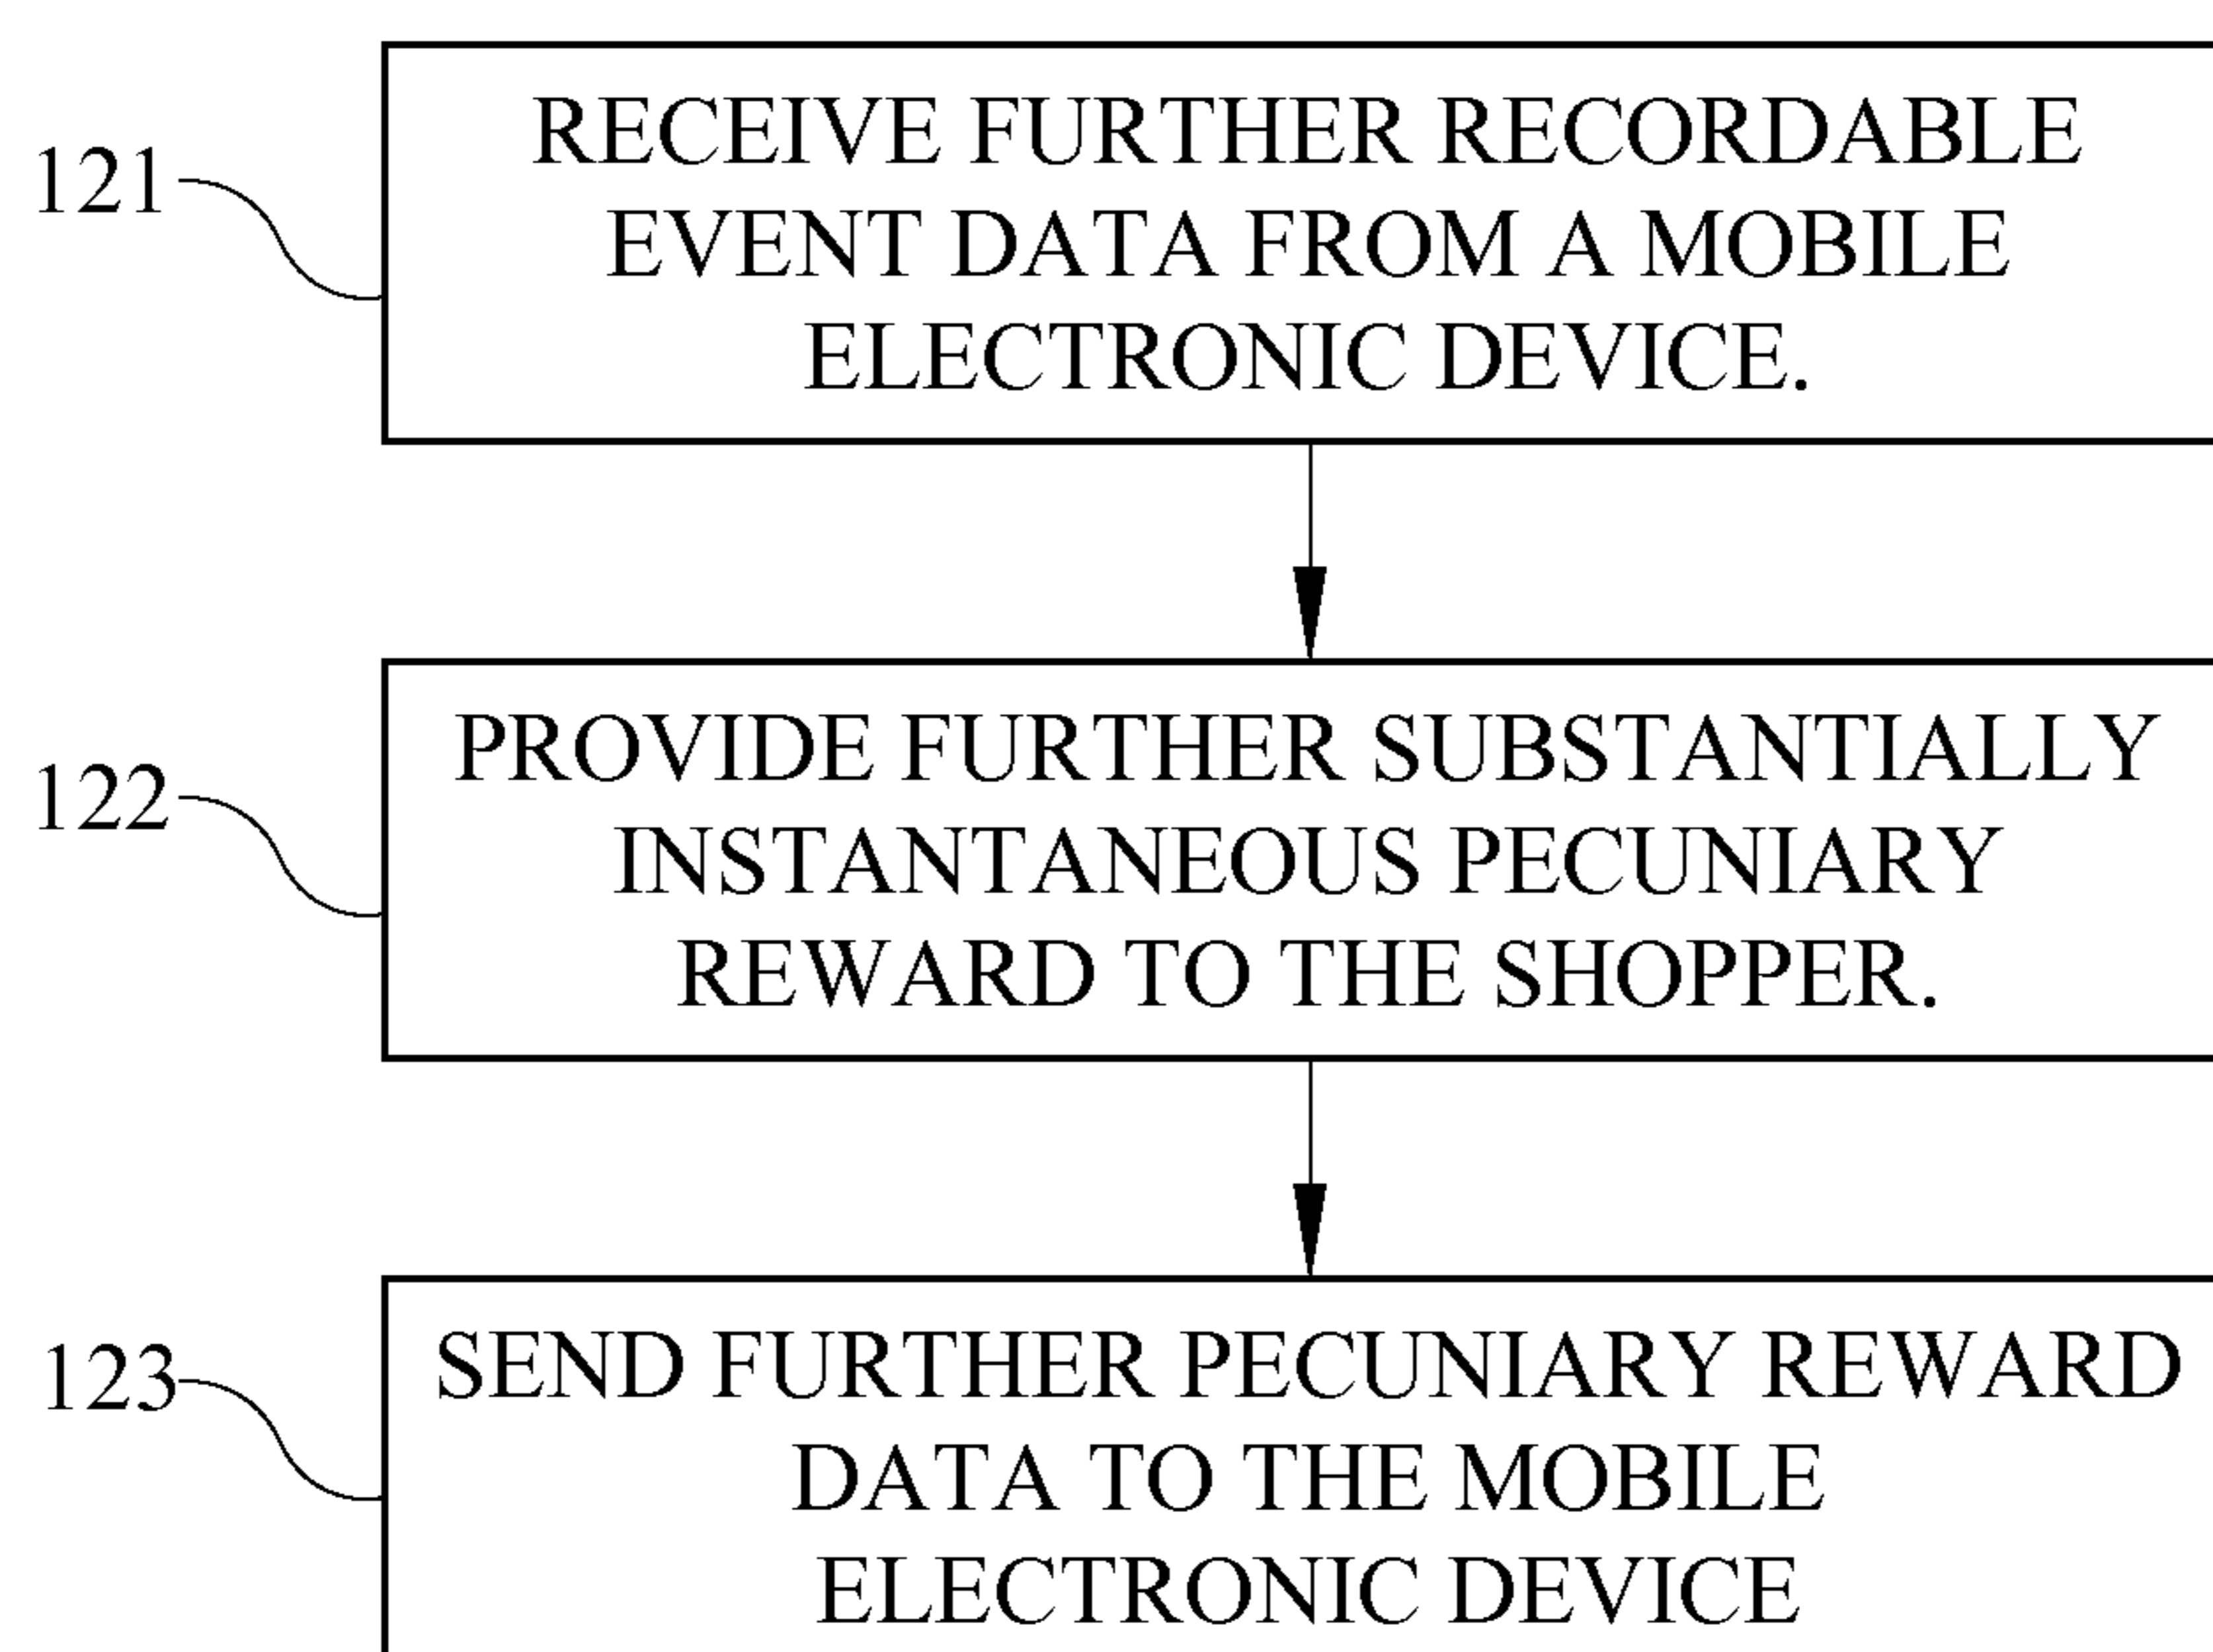 121
RECEIVE FURTHER RECORDABLE
EVENT DATA FROM A MOBILE
ELECTRONIC DEVICE.
122
PROVIDE FURTHER SUBSTANTIALLY
INSTANTANEOUS PECUNIARY
REWARD TO THE SHOPPER.
123
SEND FURTHER PECUNIARY REWARD
DATA TO THE MOBILE
ELECTRONIC DEVICE